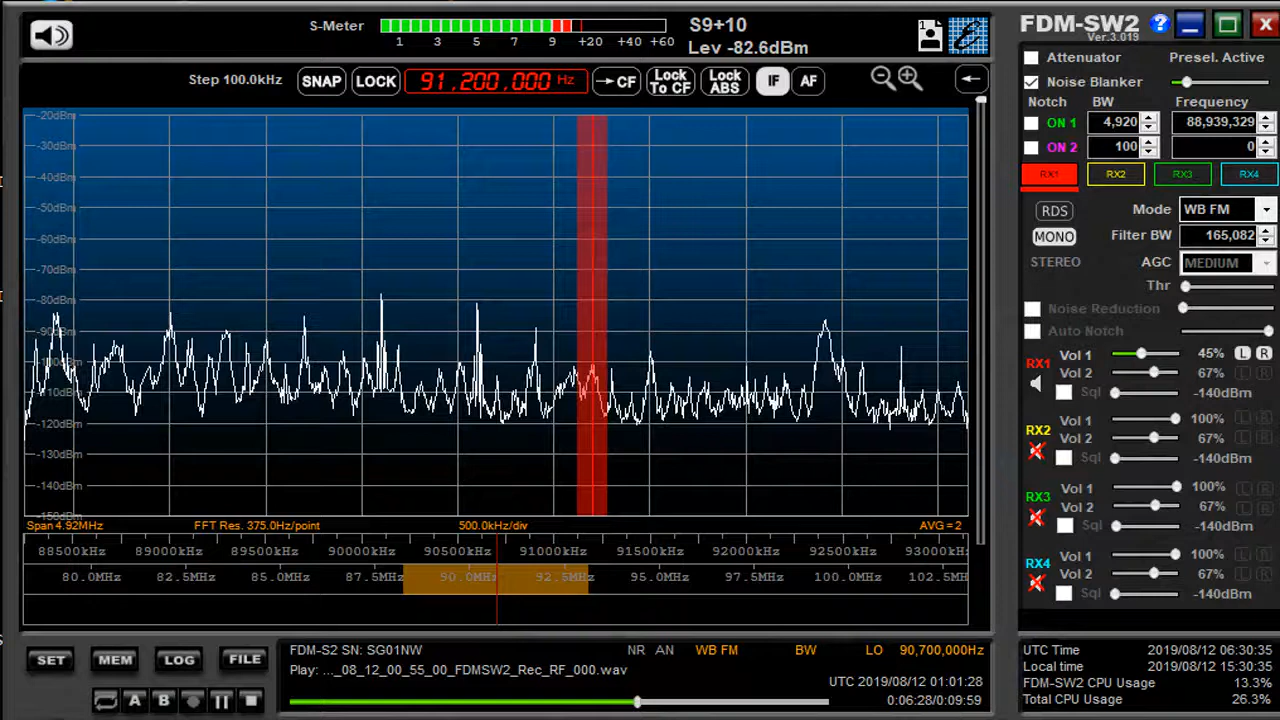 S-Meter
1 3 5 7 9 +20 +40 +60
S9+10
Lev -82.6dBm
FDM-SW2
Ver.3.019
Step 100.0kHz
SNAP
LOCK
91,200,000 Hz
→CF
Lock To CF
Lock ABS
IF
AF
-20dBm
-30dBm
-40dBm
-50dBm
-60dBm
-70dBm
-80dBm
-90dBm
-100dBm
-110dBm
-120dBm
-130dBm
-140dBm
-150dBm
Span 4.92MHz FFT Res. 375.0Hz/point 500.0kHz/div AVG=2
88500kHz 89000kHz 89500kHz 90000kHz 90500kHz 91000kHz 91500kHz 92000kHz 92500kHz 93000kHz
80.0MHz 82.5MHz 85.0MHz 87.5MHz 90.0MHz 92.5MHz 95.0MHz 97.5MHz 100.0MHz 102.5MH
Attenuator Presel. Active
Noise Blanker
Notch BW Frequency
ON 1 4,920 88,939,329
ON 2 100 0
RX1 RX2 RX3 RX4
RDS Mode WB FM
MONO Filter BW 165,082
STEREO AGC MEDIUM
Thr
Noise Reduction
Auto Notch
RX1 Vol 1 45% L R
Vol 2 67% L R
Sql -140dBm
RX2 Vol 1 100% L R
Vol 2 67% L R
Sql -140dBm
RX3 Vol 1 100% L R
Vol 2 67% L R
Sql -140dBm
RX4 Vol 1 100% L R
Vol 2 67% L R
Sql -140dBm
SET MEM LOG FILE
A B
FDM-S2 SN: SG01NW NR AN WB FM BW LO 90,700,000Hz
Play: ..._08_12_00_55_00_FDMSW2_Rec_RF_000.wav
UTC 2019/08/12 01:01:28
0:06:28/0:09:59
UTC Time 2019/08/12 06:30:35
Local time 2019/08/12 15:30:35
FDM-SW2 CPU Usage 13.3%
Total CPU Usage 26.3%